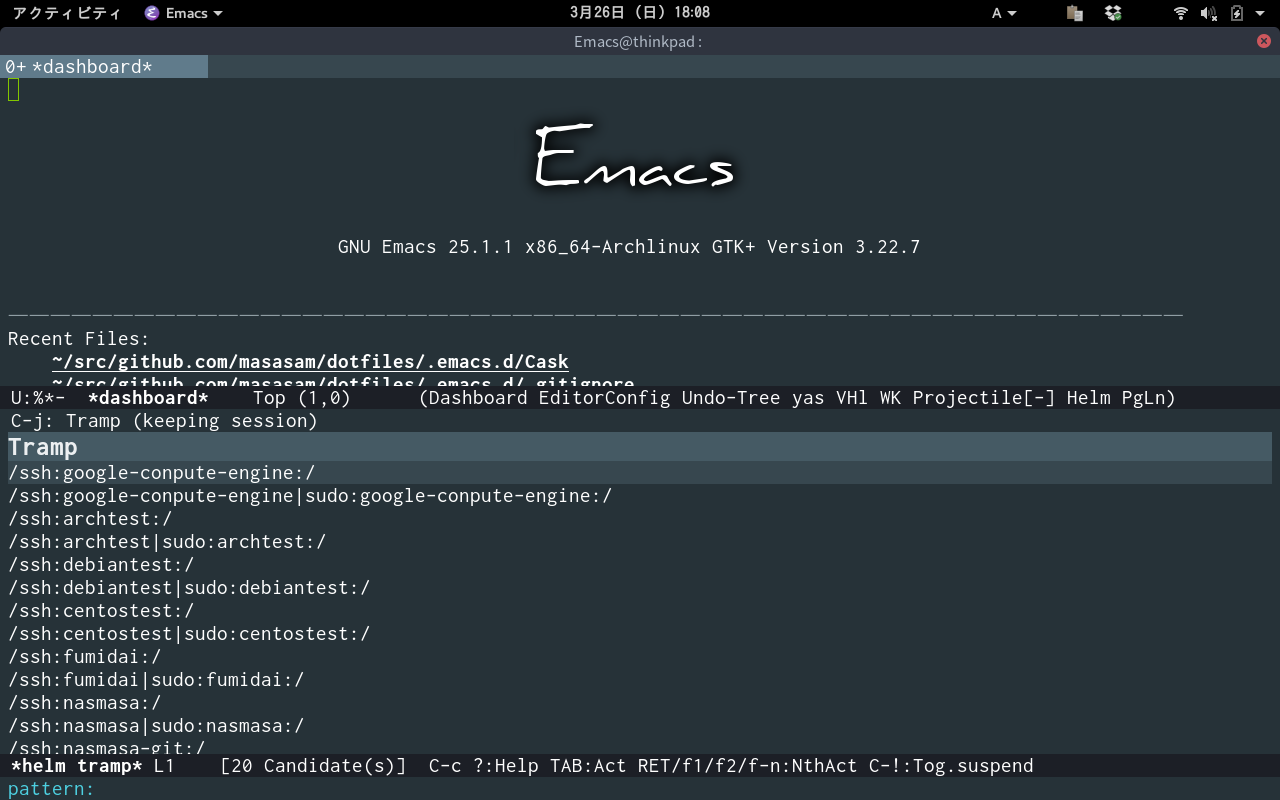 アクティビティ Emacs 3月26日 (日) 18:08 A
Emacs@thinkpad:
0+ *dashboard*
Emacs
GNU Emacs 25.1.1 x86_64-Archlinux GTK+ Version 3.22.7
Recent Files:
~/src/github.com/masasam/dotfiles/.emacs.d/Cask
~/src/github.com/masasam/dotfiles/.emacs.d/.gitignore
U:%*- *dashboard* Top (1,0) (Dashboard EditorConfig Undo-Tree yas VHl WK Projectile[-] Helm PgLn)
C-j: Tramp (keeping session)
Tramp
/ssh:google-conpute-engine:/
/ssh:google-conpute-engine|sudo:google-conpute-engine:/
/ssh:archtest:/
/ssh:archtest|sudo:archtest:/
/ssh:debiantest:/
/ssh:debiantest|sudo:debiantest:/
/ssh:centostest:/
/ssh:centostest|sudo:centostest:/
/ssh:fumidai:/
/ssh:fumidai|sudo:fumidai:/
/ssh:nasmasa:/
/ssh:nasmasa|sudo:nasmasa:/
/ssh:nasmasa-git:/
*helm tramp* L1 [20 Candidate(s)] C-c ?:Help TAB:Act RET/f1/f2/f-n:NthAct C-!:Tog.suspend
pattern: